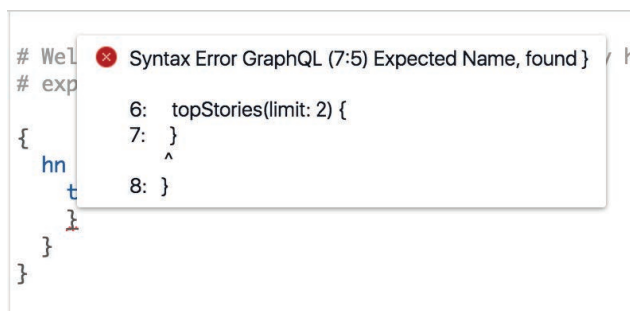 # Wel
# exp
{
hn
t
}
}
}
Syntax Error GraphQL (7:5) Expected Name, found }
6: topStories(limit: 2) {
7: }
^
8: }